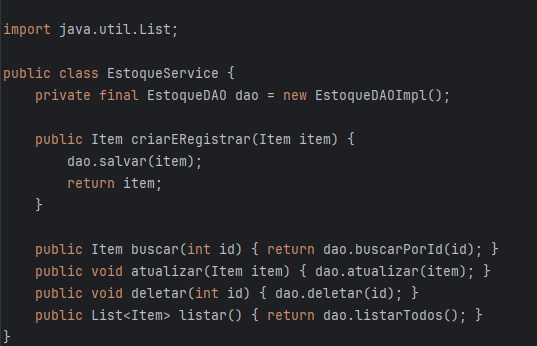 import java.util.List;
public class EstoqueService {
    private final EstoqueDAO dao = new EstoqueDAOImpl();
    public Item criarERegistrar(Item item) {
        dao.salvar(item);
        return item;
    }
    public Item buscar(int id) { return dao.buscarPorId(id); }
    public void atualizar(Item item) { dao.atualizar(item); }
    public void deletar(int id) { dao.deletar(id); }
    public List<Item> listar() { return dao.listarTodos(); }
}